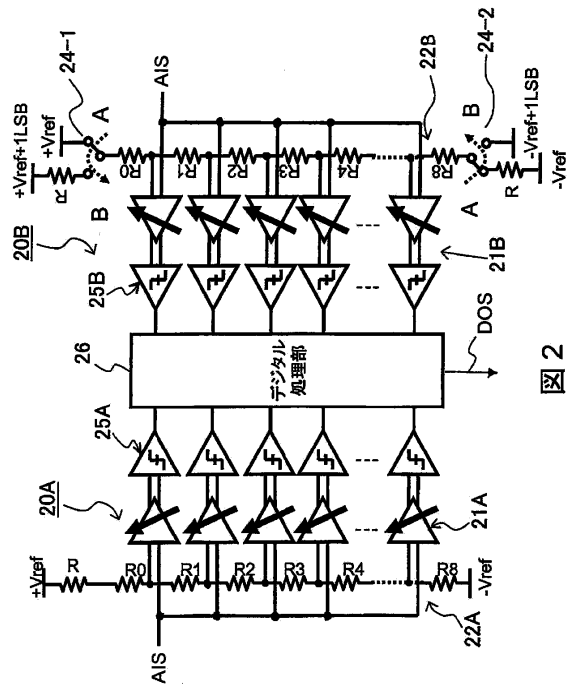 20A
25A
26
25B
20B
24-1
+Vref
R
R0
R1
R2
R3
R4
R8
-Vref
AIS
22A
21A
デジタル
処理部
DOS
+Vref+1LSB
+Vref
R
A
B
R0
R1
R2
R3
R4
R8
AIS
22B
21B
24-2
A
B
R
-Vref+1LSB
-Vref
図2